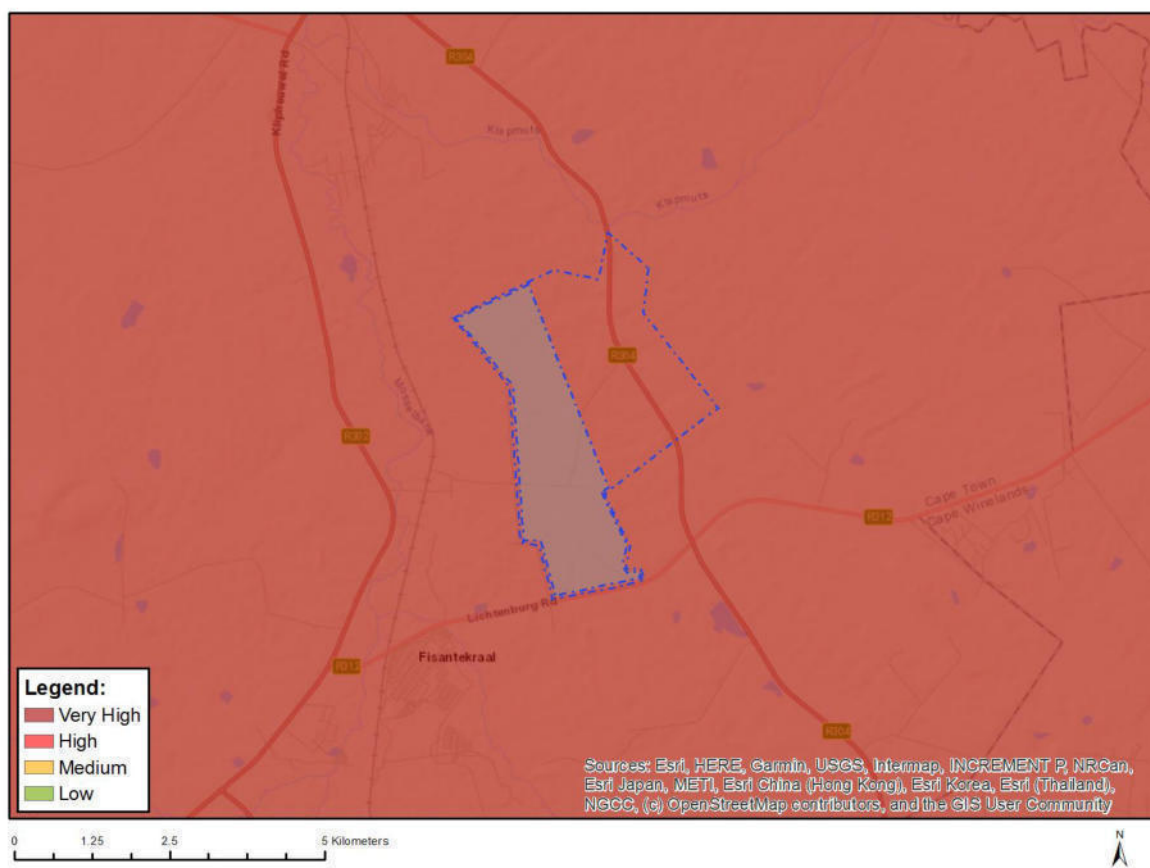 Klipheuwel Rd
R304
Klapmuts
Klapmuts
R304
Mosselbank
R302
Cape Town
Cape Winelands
R312
Lichtenburg Rd
Fisantekraal
R312
R304
Legend:
Very High
High
Medium
Low
Sources: Esri, HERE, Garmin, USGS, Intermap, INCREMENT P, NRCan,
Esri Japan, METI, Esri China (Hong Kong), Esri Korea, Esri (Thailand),
NGCC, (c) OpenStreetMap contributors, and the GIS User Community
0 1.25 2.5 5 Kilometers
N